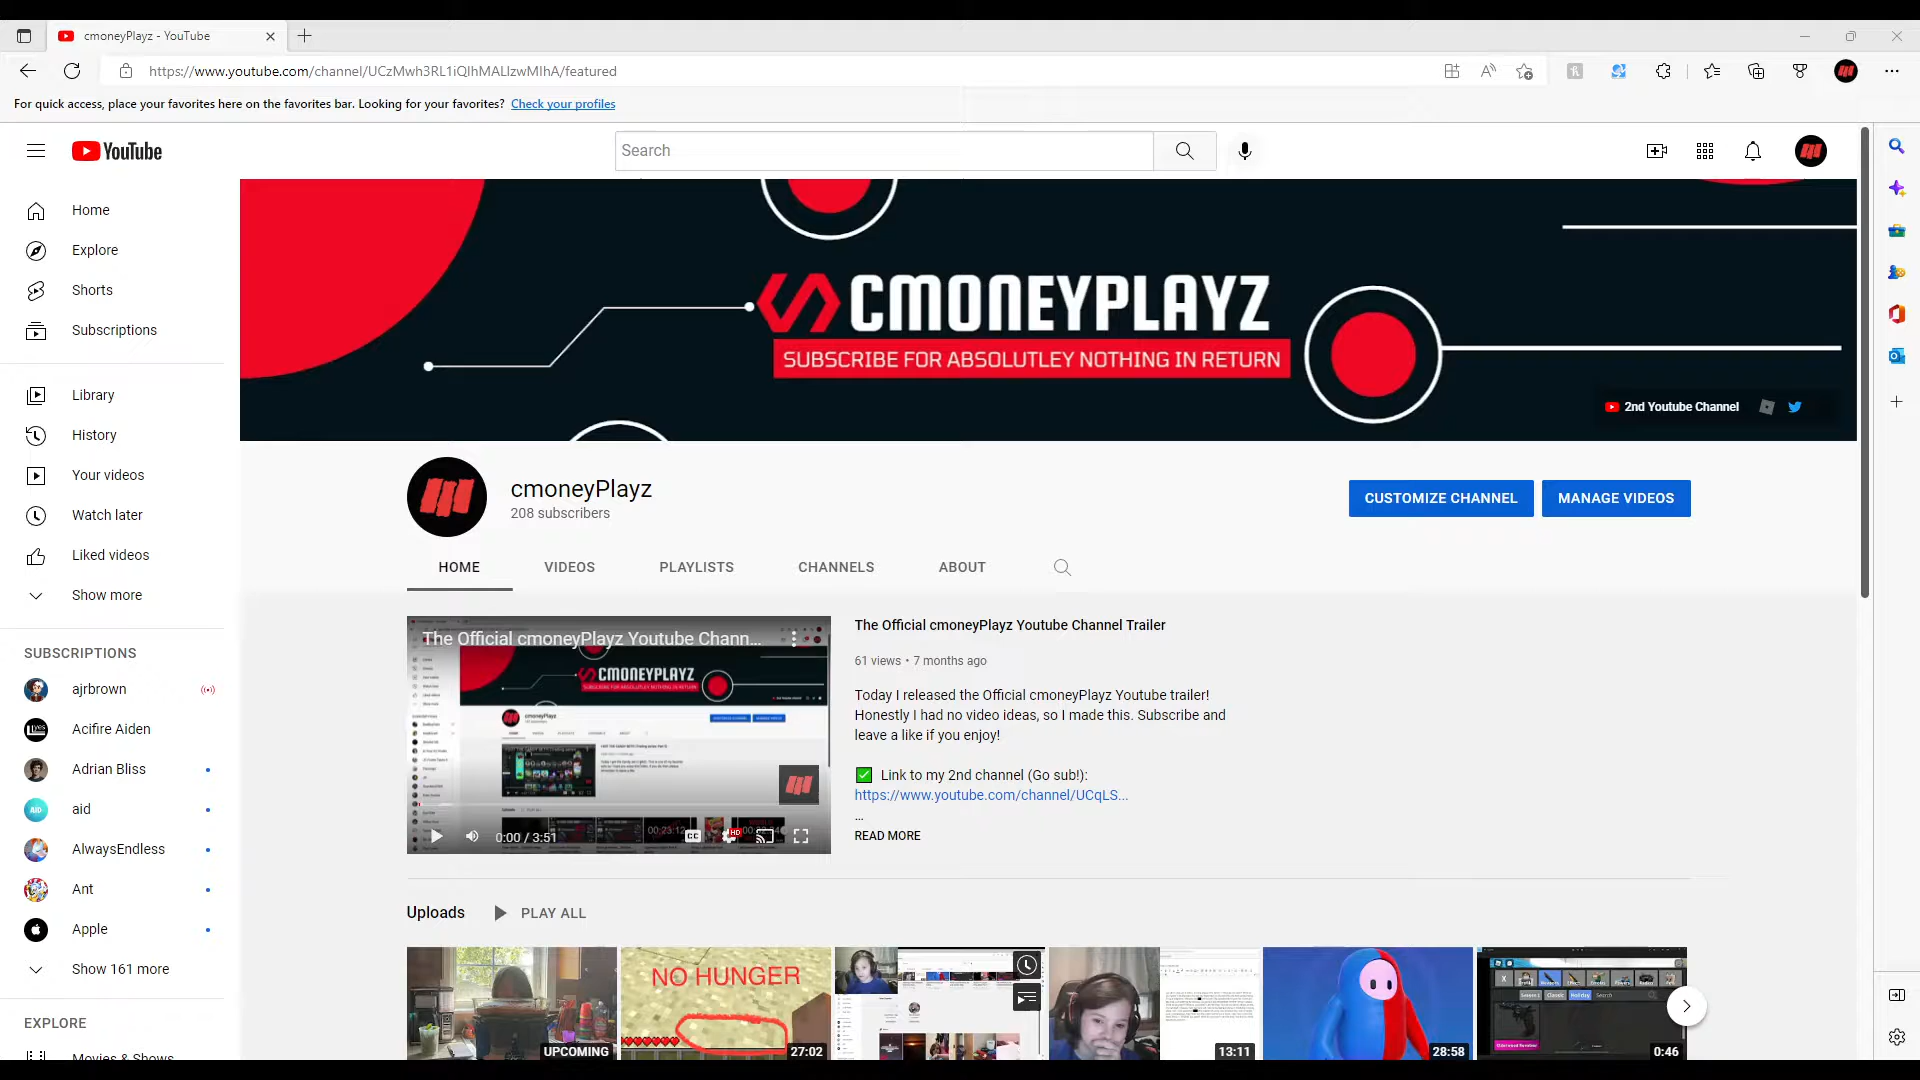 cmoneyPlayz - YouTube
https://www.youtube.com/channel/UCzMwh3RL1iQIhMALlzwMIhA/featured
For quick access, place your favorites here on the favorites bar. Looking for your favorites? Check your profiles
YouTube
Search
Home
Explore
Shorts
Subscriptions
Library
History
Your videos
Watch later
Liked videos
Show more
SUBSCRIPTIONS
ajrbrown
Acifire Aiden
Adrian Bliss
aid
AlwaysEndless
Ant
Apple
Show 161 more
EXPLORE
Movies & Shows
CMONEYPLAYZ
SUBSCRIBE FOR ABSOLUTLEY NOTHING IN RETURN
2nd Youtube Channel
cmoneyPlayz
208 subscribers
CUSTOMIZE CHANNEL
MANAGE VIDEOS
HOME
VIDEOS
PLAYLISTS
CHANNELS
ABOUT
The Official cmoneyPlayz Youtube Chann...
CMONEYPLAYZ
0:00 / 3:51
CC
HD
The Official cmoneyPlayz Youtube Channel Trailer
61 views • 7 months ago
Today I released the Official cmoneyPlayz Youtube trailer!
Honestly I had no video ideas, so I made this. Subscribe and
leave a like if you enjoy!
Link to my 2nd channel (Go sub!):
https://www.youtube.com/channel/UCqLS...
...
READ MORE
Uploads
PLAY ALL
UPCOMING
NO HUNGER
27:02
13:11
28:58
0:46